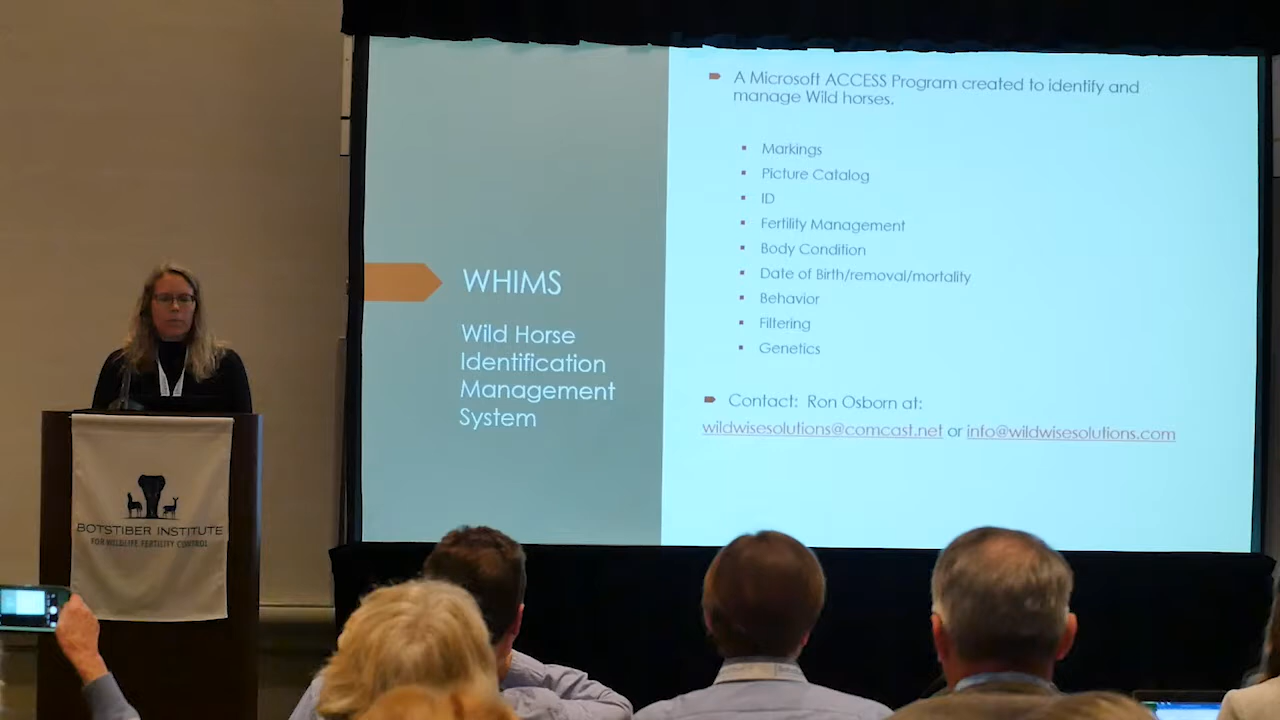 A Microsoft ACCESS Program created to identify and
manage Wild horses.
Markings
Picture Catalog
ID
Fertility Management
Body Condition
Date of Birth/removal/mortality
Behavior
Filtering
Genetics
Contact: Ron Osborn at:
wildwisesolutions@comcast.net or info@wildwisesolutions.com
WHIMS
Wild Horse
Identification
Management
System
BOTSTIBER INSTITUTE
FOR WILDLIFE FERTILITY CONTROL